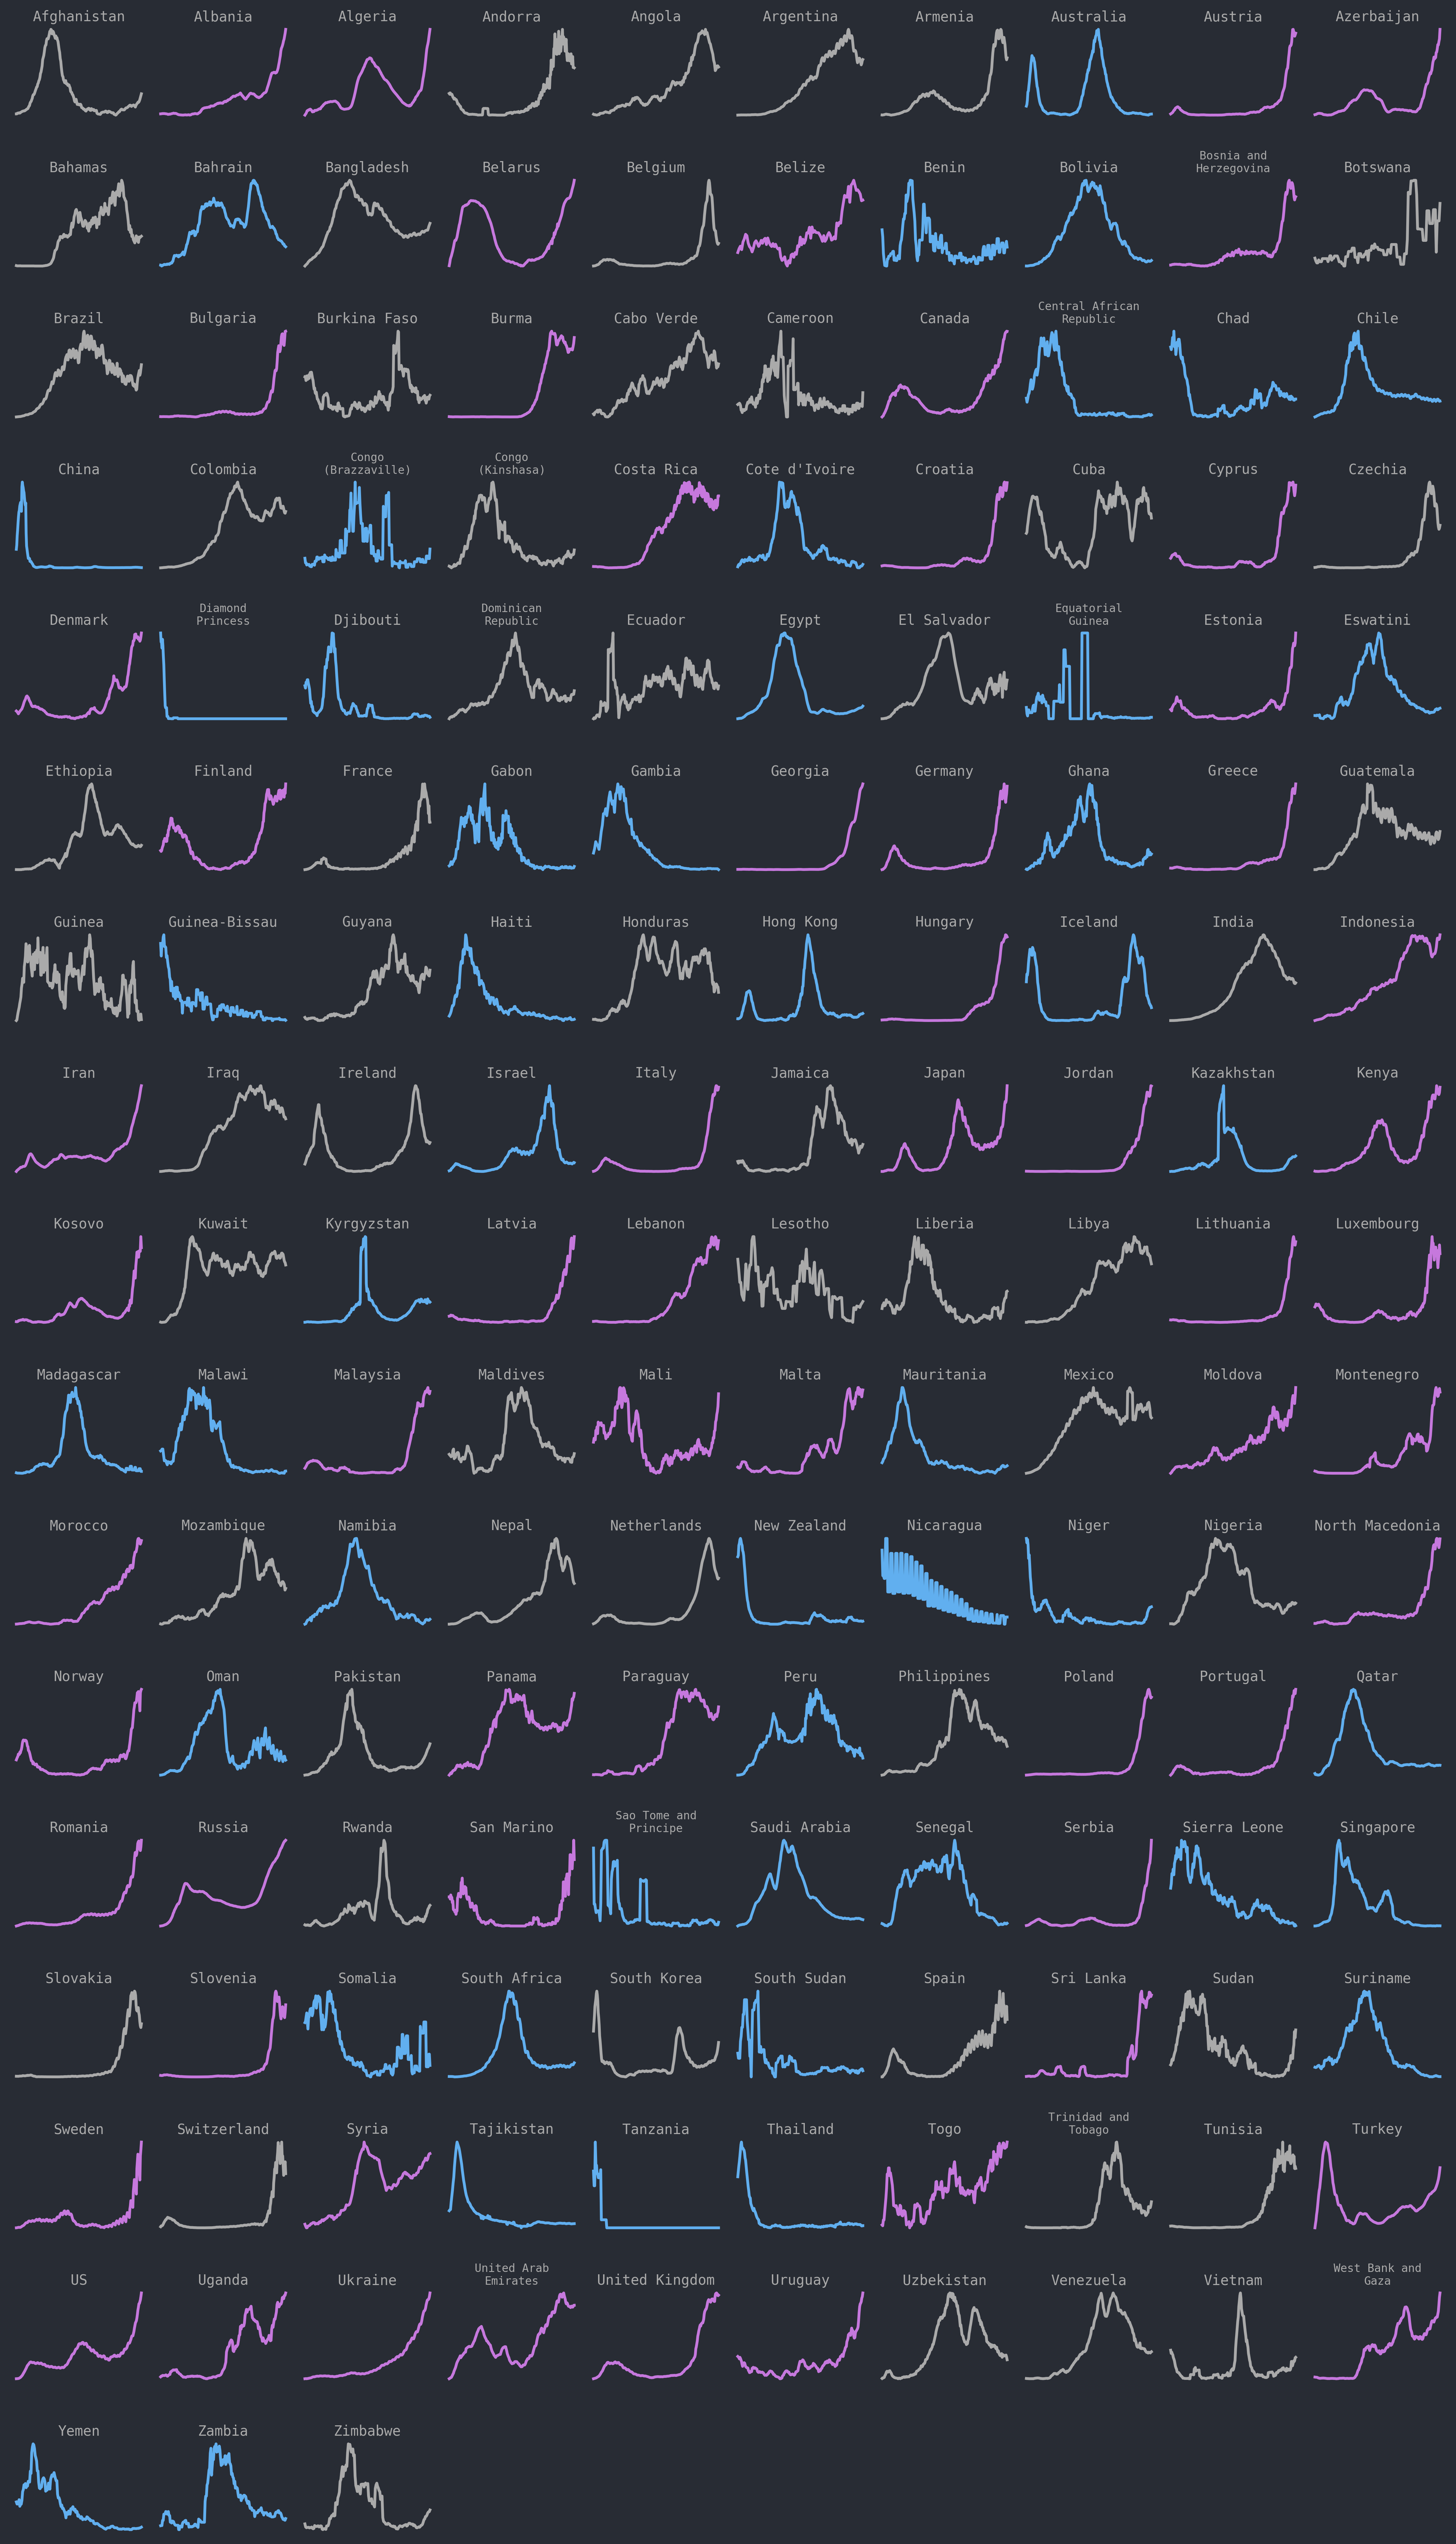 Afghanistan
Albania
Algeria
Andorra
Angola
Argentina
Armenia
Australia
Austria
Azerbaijan
Bahamas
Bahrain
Bangladesh
Belarus
Belgium
Belize
Benin
Bolivia
Bosnia and
Herzegovina
Botswana
Brazil
Bulgaria
Burkina Faso
Burma
Cabo Verde
Cameroon
Canada
Central African
Republic
Chad
Chile
China
Colombia
Congo
(Brazzaville)
Congo
(Kinshasa)
Costa Rica
Cote d'Ivoire
Croatia
Cuba
Cyprus
Czechia
Denmark
Diamond
Princess
Djibouti
Dominican
Republic
Ecuador
Egypt
El Salvador
Equatorial
Guinea
Estonia
Eswatini
Ethiopia
Finland
France
Gabon
Gambia
Georgia
Germany
Ghana
Greece
Guatemala
Guinea
Guinea-Bissau
Guyana
Haiti
Honduras
Hong Kong
Hungary
Iceland
India
Indonesia
Iran
Iraq
Ireland
Israel
Italy
Jamaica
Japan
Jordan
Kazakhstan
Kenya
Kosovo
Kuwait
Kyrgyzstan
Latvia
Lebanon
Lesotho
Liberia
Libya
Lithuania
Luxembourg
Madagascar
Malawi
Malaysia
Maldives
Mali
Malta
Mauritania
Mexico
Moldova
Montenegro
Morocco
Mozambique
Namibia
Nepal
Netherlands
New Zealand
Nicaragua
Niger
Nigeria
North Macedonia
Norway
Oman
Pakistan
Panama
Paraguay
Peru
Philippines
Poland
Portugal
Qatar
Romania
Russia
Rwanda
San Marino
Sao Tome and
Principe
Saudi Arabia
Senegal
Serbia
Sierra Leone
Singapore
Slovakia
Slovenia
Somalia
South Africa
South Korea
South Sudan
Spain
Sri Lanka
Sudan
Suriname
Sweden
Switzerland
Syria
Tajikistan
Tanzania
Thailand
Togo
Trinidad and
Tobago
Tunisia
Turkey
US
Uganda
Ukraine
United Arab
Emirates
United Kingdom
Uruguay
Uzbekistan
Venezuela
Vietnam
West Bank and
Gaza
Yemen
Zambia
Zimbabwe